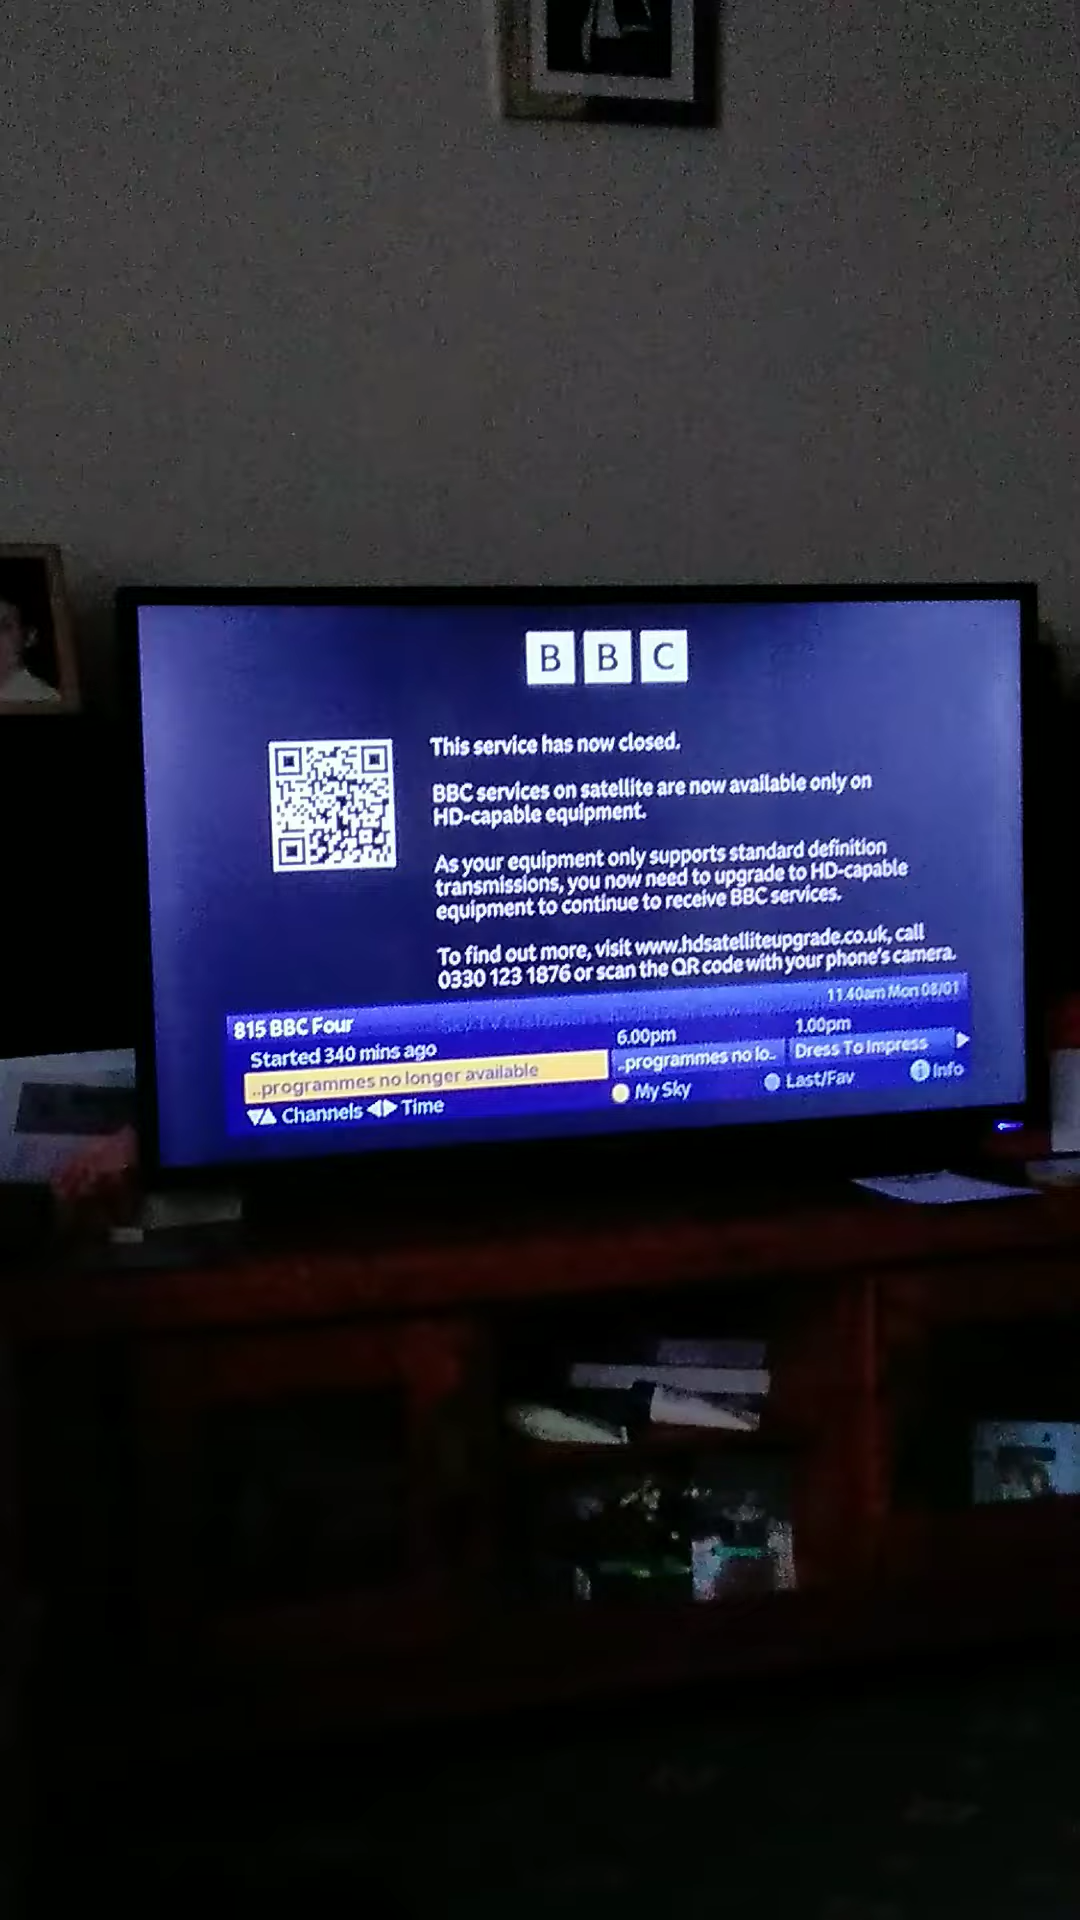 BBC
This service has now closed.
BBC services on satellite are now available only on
HD-capable equipment.
As your equipment only supports standard definition
transmissions, you now need to upgrade to HD-capable
equipment to continue to receive BBC services.
To find out more, visit www.hdsatelliteupgrade.co.uk, call
0330 123 1876 or scan the QR code with your phone's camera.
11.40am Mon 08/01
815 BBC Four
Started 340 mins ago 6.00pm 1.00pm
..programmes no longer available ..programmes no lo.. Dress To Impress
Channels Time My Sky Last/Fav i Info